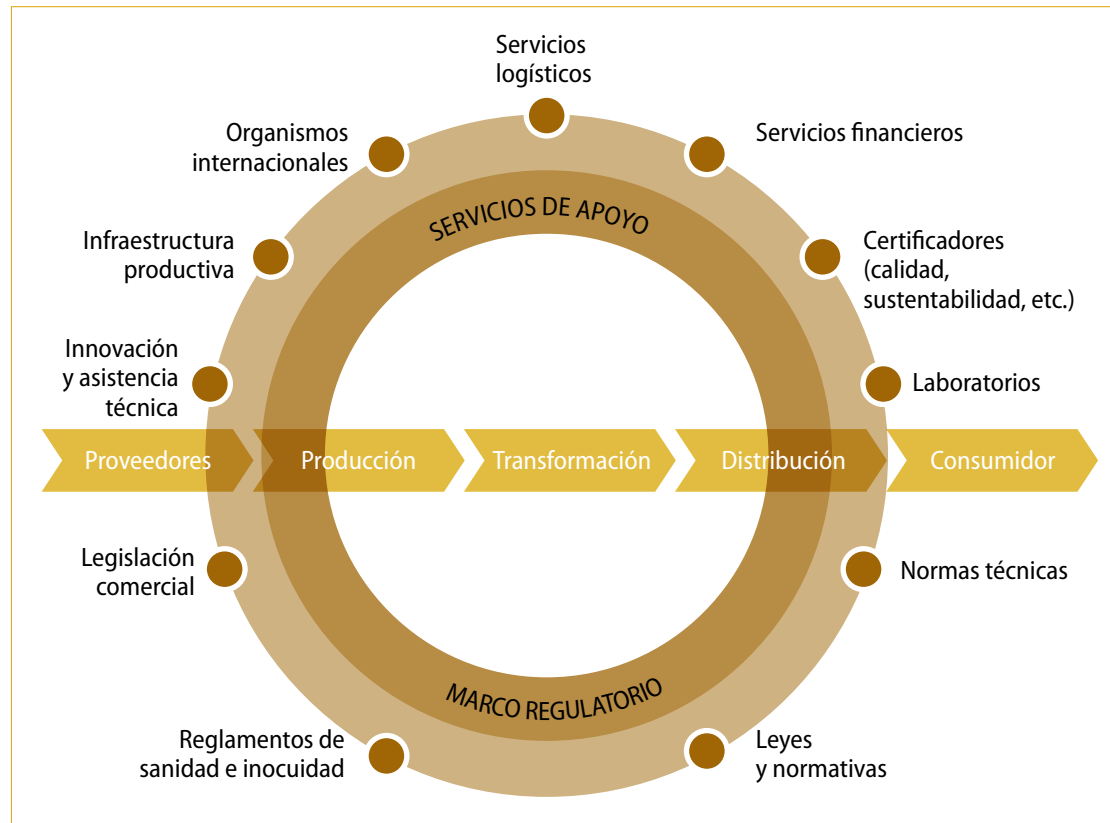 Servicios
logísticos
Organismos
internacionales
Servicios financieros
SERVICIOS DE APOYO
Infraestructura
productiva
Certificadores
(calidad,
sustentabilidad, etc.)
Innovación
y asistencia
técnica
Laboratorios
Proveedores
Producción
Transformación
Distribución
Consumidor
Legislación
comercial
Normas técnicas
MARCO REGULATORIO
Reglamentos de
sanidad e inocuidad
Leyes
y normativas